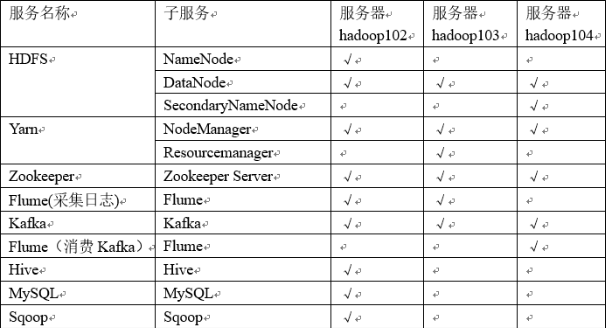 服务名称 子服务 服务器 服务器 服务器
hadoop102 hadoop103 hadoop104
HDFS NameNode √
DataNode √ √ √
SecondaryNameNode √
Yarn NodeManager √ √ √
Resourcemanager √
Zookeeper Zookeeper Server √ √ √
Flume(采集日志) Flume √ √
Kafka Kafka √ √ √
Flume（消费 Kafka） Flume √
Hive Hive √
MySQL MySQL √
Sqoop Sqoop √